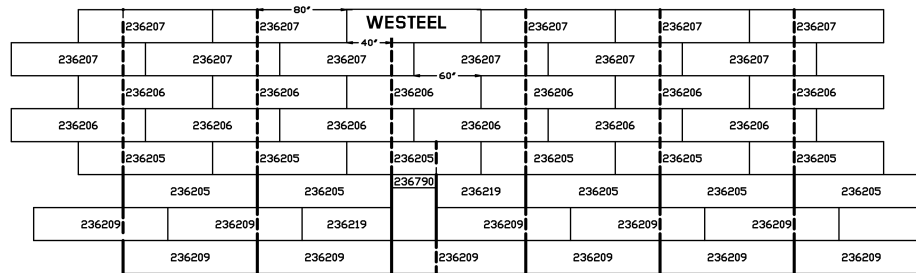 80"
WESTEEL
236207 236207 236207 236207 236207
40"
236207 236207 236207 236207 236207 236207
60"
236206 236206 236206 236206 236206 236206
236206 236206 236206 236206 236206 236206
236205 236205 236205 236205 236205 236205
236790
236205 236205 236219 236205 236205 236205
236209 236209 236219 236209 236209 236209 236209
236209 236209 236209 236209 236209 236209